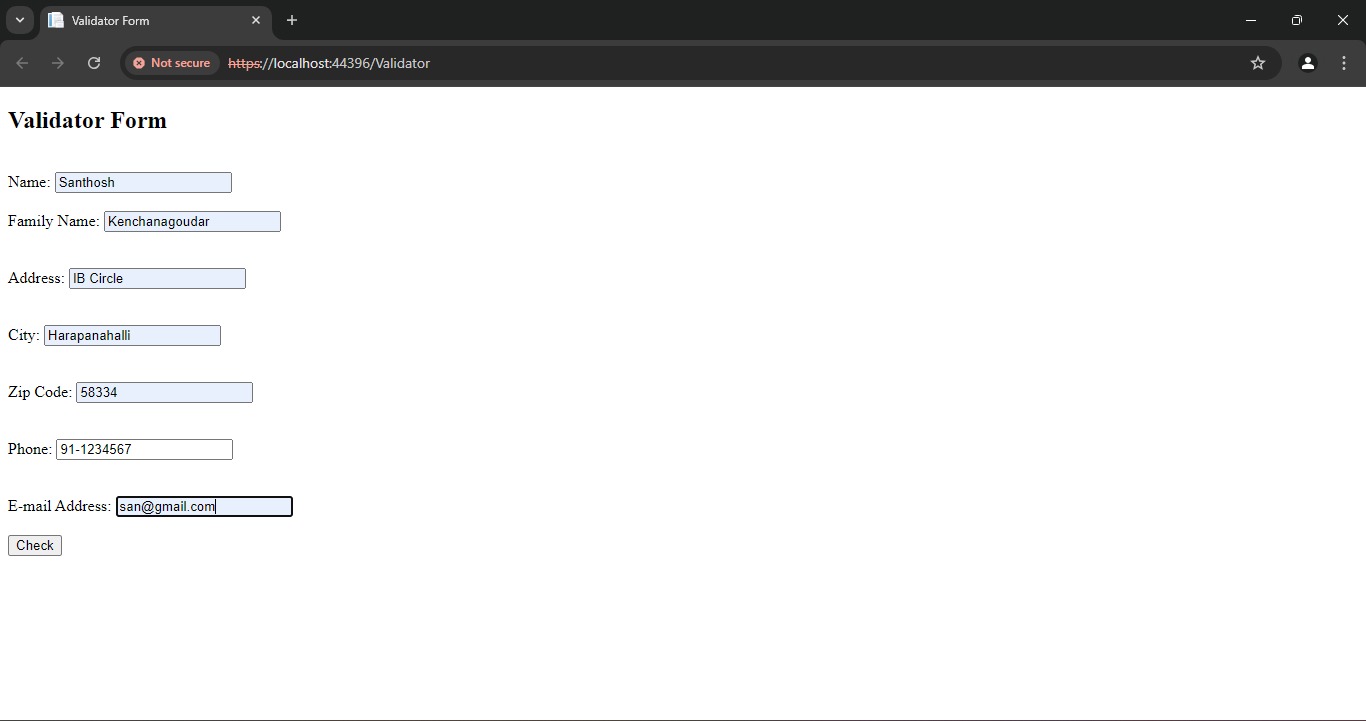 Validator Form
Not secure https://localhost:44396/Validator
Validator Form
Name: Santhosh
Family Name: Kenchanagoudar
Address: IB Circle
City: Harapanahalli
Zip Code: 58334
Phone: 91-1234567
E-mail Address: san@gmail.com
Check